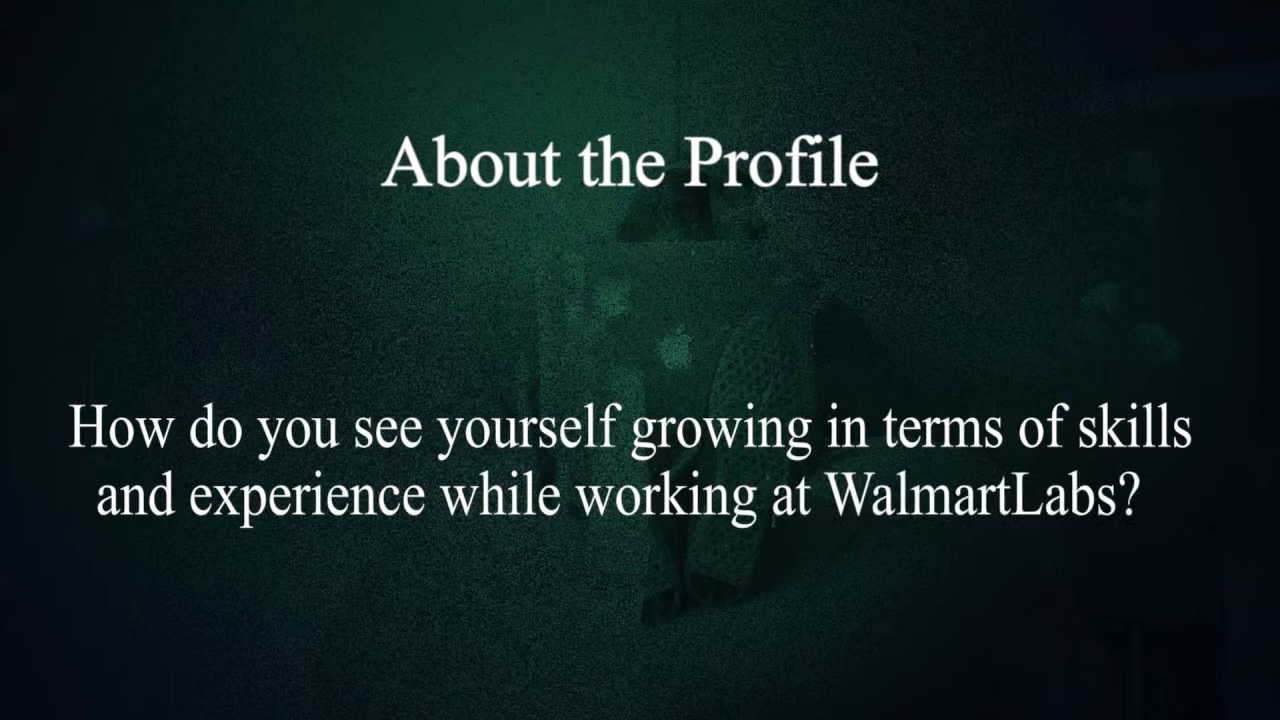 About the Profile
How do you see yourself growing in terms of skills
and experience while working at WalmartLabs?